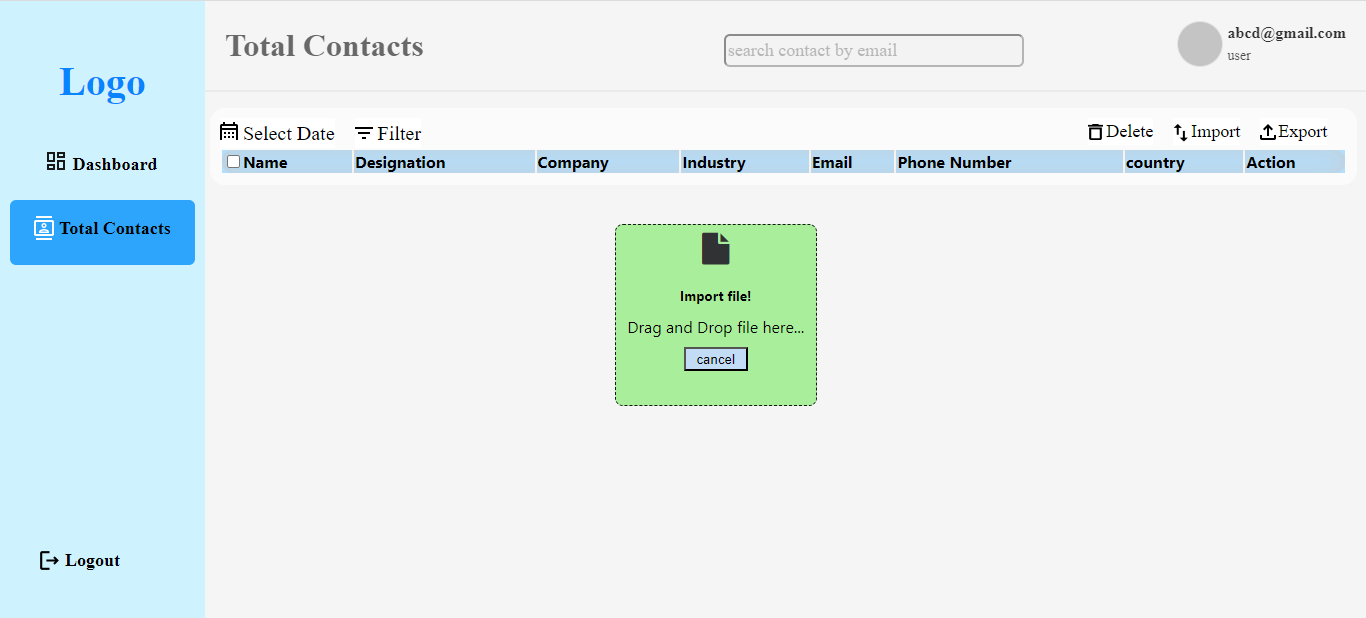 Logo
Dashboard
Total Contacts
Logout
Total Contacts
search contact by email
abcd@gmail.com
user
Select Date Filter Delete Import Export
Name Designation Company Industry Email Phone Number country Action
Import file!
Drag and Drop file here...
cancel